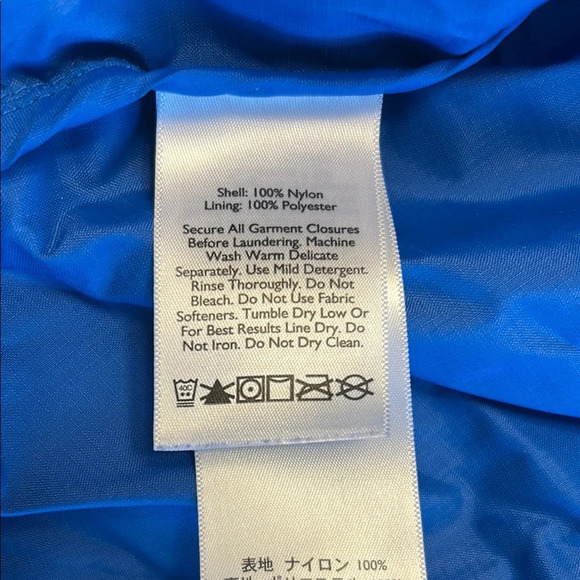 Shell: 100% Nylon
Lining: 100% Polyester
Secure All Garment Closures
Before Laundering. Machine
Wash Warm Delicate
Separately. Use Mild Detergent.
Rinse Thoroughly. Do Not
Bleach. Do Not Use Fabric
Softeners. Tumble Dry Low Or
For Best Results Line Dry. Do
Not Iron. Do Not Dry Clean.
40C
表地 ナイロン 100%